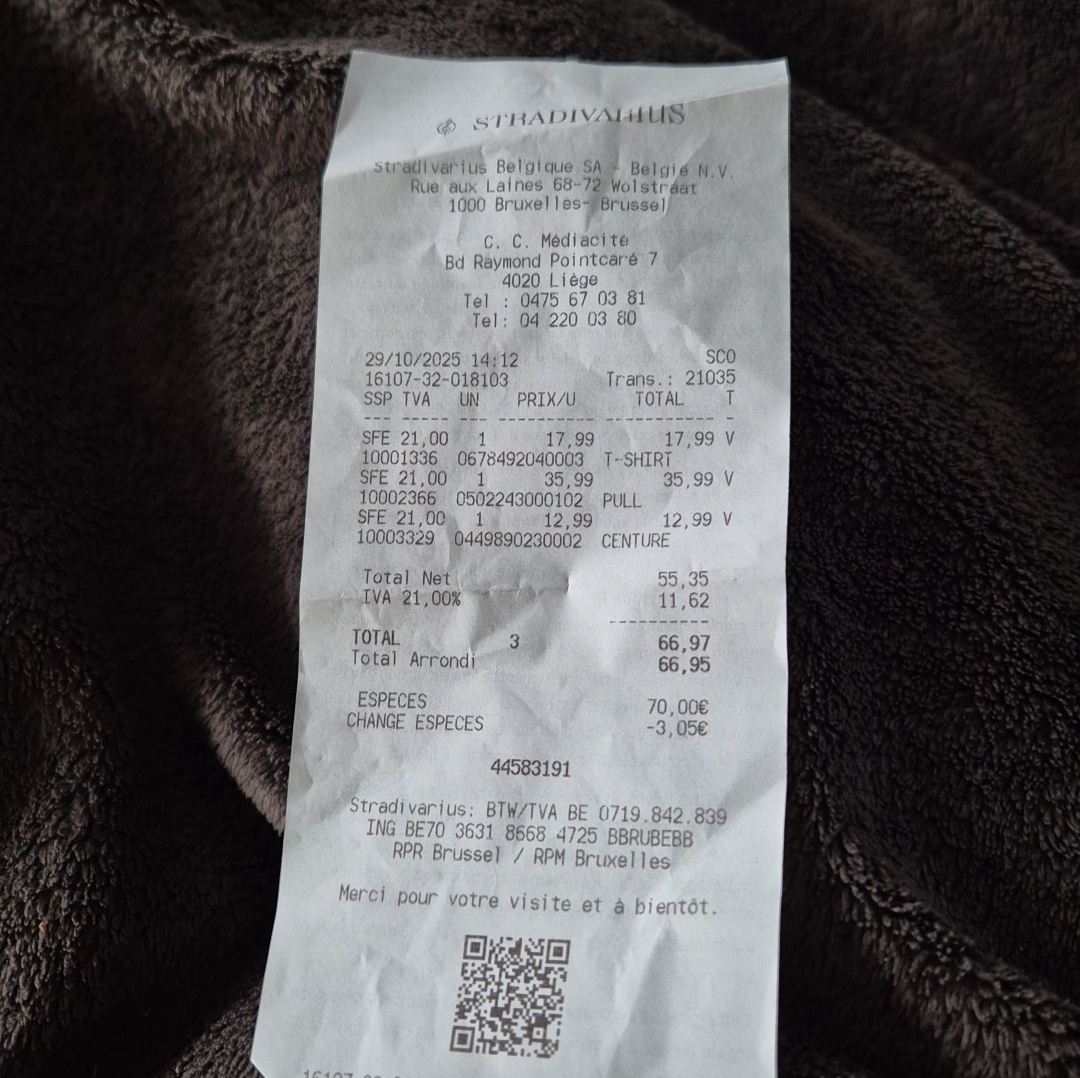 STRADIVARIUS
stradivarius Belgique SA - België N.V.
Rue aux Laines 68-72 Wolstraat
1000 Bruxelles- Brussel
C. C. Médiacité
Bd Raymond Pointcaré 7
4020 Liège
Tel : 0475 67 03 81
Tel: 04 220 03 80
29/10/2025 14:12 SCO
16107-32-018103 Trans.: 21035
SSP TVA UN PRIX/U TOTAL T
--- ----- --- ---------- --------- -
SFE 21,00 1 17,99 17,99 V
10001336 0678492040003 T-SHIRT
SFE 21,00 1 35,99 35,99 V
10002366 0502243000102 PULL
SFE 21,00 1 12,99 12,99 V
10003329 0449890230002 CENTURE
Total Net 55,35
IVA 21,00% 11,62
----------
TOTAL 3 66,97
Total Arrondi 66,95
ESPECES 70,00€
CHANGE ESPECES -3,05€
44583191
Stradivarius: BTW/TVA BE 0719.842.839
ING BE70 3631 8668 4725 BBRUBEBB
RPR Brussel / RPM Bruxelles
Merci pour votre visite et à bientôt.